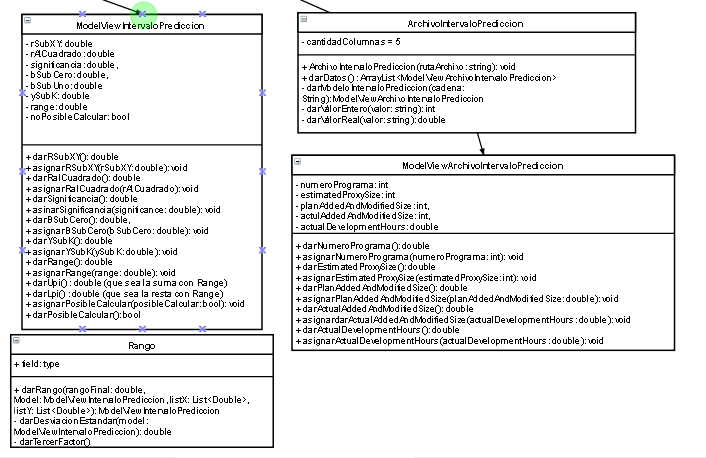 ModelViewIntervaloPrediccion
- rSubXY: double
- rAlCuadrado: double
- significancia: double,
- bSubCero: double,
- bSubUno: double
- ySubK: double
- range: double
- noPosibleCalcular: bool
+ darRSubXY(): double
+ asignarRSubXY(rSubXY: double): void
+ darRalCuadrado(): double
+ asignarRalCuadrado(rAlCuadrado): void
+ darSignificancia(): double
+ asinarSignificancia(significance: double): void
+ darBSubCero(): double,
+ asignarBSubCero(bSubCero: double): void
+ darYSubK(): double
+ asignarYSubK(ySubK: double): void
+ darRange(): double
+ asignarRange(range: double): void
+ darUpi() : double (que sea la suma con Range)
+ darLpi() : double (que sea la resta con Range)
+ asignarPosibleCalcular(posibleCalcular: bool): void
+ darPosibleCalcular(): bool
Rango
+ field: type
+ darRango(rangoFinal: double,
Model: ModelViewIntervaloPrediccion, listX: List<Double>,
listY: List<Double>): ModelViewIntervaloPrediccion
- darDesviacionEstandar(model:
ModelViewIntervaloPrediccion): double
- darTercerFactor()
ArchivoIntervaloPrediccion
- cantidadColumnas = 5
+ ArchivoIntervaloPrediccion(rutaArchivo: string): void
+ darDatos() : ArrayList<ModelViewArchivoIntervaloPrediccion>
- darModeloIntervaloPrediccion(cadena:
String): ModelViewArchivoIntervaloPrediccion
- darValorEntero(valor: string): int
- darValorReal(valor: string): double
ModelViewArchivoIntervaloPrediccion
- numeroPrograma: int
- estimatedProxySize: int
- planAddedAndModifiedSize: int,
- actulAddedAndModifiedSize: int,
- actualDevelopmentHours: double
+ darNumeroPrograma(): double
+ asignarNumeroPrograma(numeroPrograma: int): void
+ darEstimatedProxySize(): double
+ asignarEstimatedProxySize(estimatedProxySize: int): void
+ darPlanAddedAndModifiedSize(): double
+ asignarPlanAddedAndModifiedSize(planAddedAndModifiedSize: double): void
+ darActualAddedAndModifiedSize(): double
+ asignardarActualAddedAndModifiedSize(actualDevelopmentHours: double): void
+ darActualDevelopmentHours(): double
+ asignarActualDevelopmentHours(actualDevelopmentHours: double): void